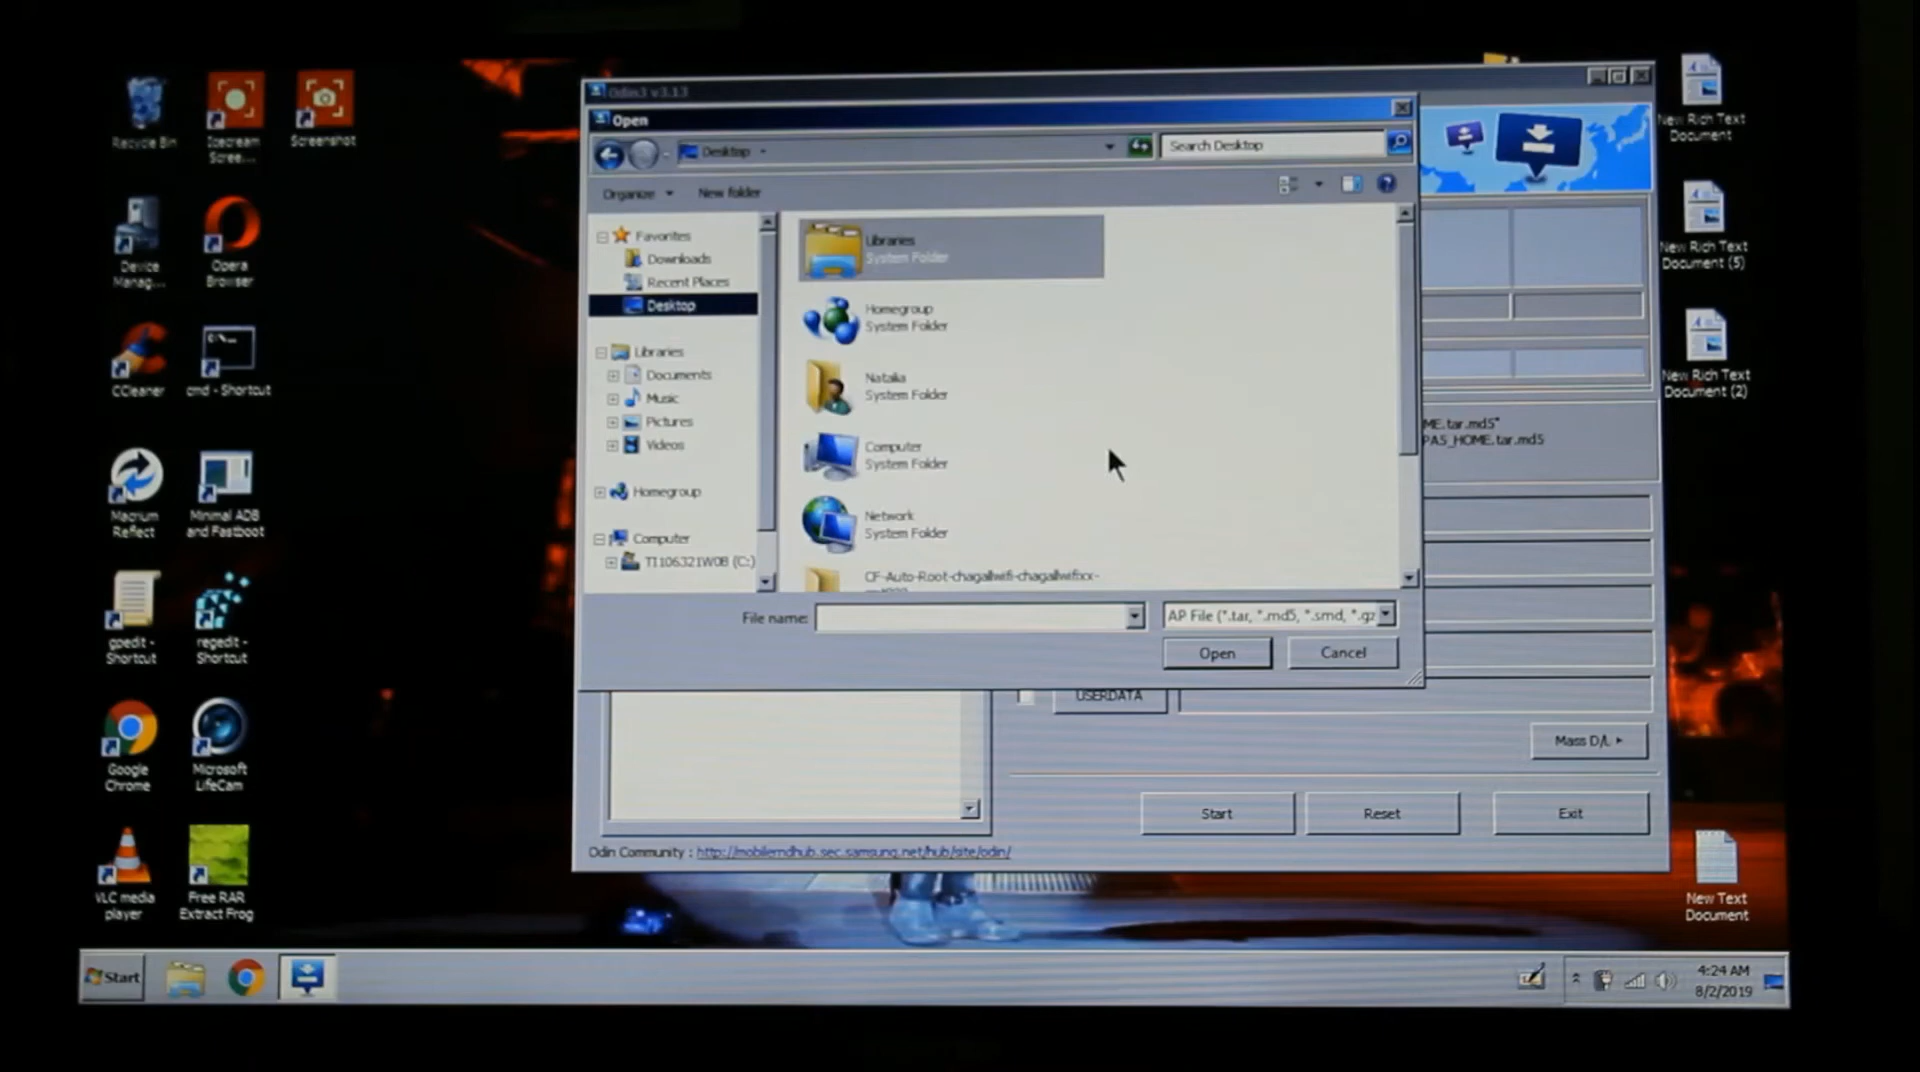 Recycle Bin
Icecream
Scree...
Screenshot
Device
Manag...
Opera
Browser
CCleaner
cmd - Shortcut
Macrium
Reflect
Minimal ADB
and Fastboot
gpedit -
Shortcut
regedit -
Shortcut
Google
Chrome
Microsoft
LifeCam
VLC media
player
Free RAR
Extract Frog
Odin3 v3.13
Open
Desktop
Search Desktop
Organize
New folder
Favorites
Downloads
Recent Places
Desktop
Libraries
Documents
Music
Pictures
Videos
Homegroup
Computer
TI106321W0B (C:)
Libraries
System Folder
Homegroup
System Folder
Natalia
System Folder
Computer
System Folder
Network
System Folder
CF-Auto-Root-chagallwifi-chagallwifixx-
File name:
AP File (*.tar, *.md5, *.smd, *.gz
Open
Cancel
ME.tar.md5"
PAS_HOME.tar.md5
USERDATA
Mass D/L
Start
Reset
Exit
Odin Community : http://mobilerndhub.sec.samsung.net/hub/site/odin/
New Rich Text
Document
New Rich Text
Document (5)
New Rich Text
Document (2)
New Text
Document
Start
4:24 AM
8/2/2019